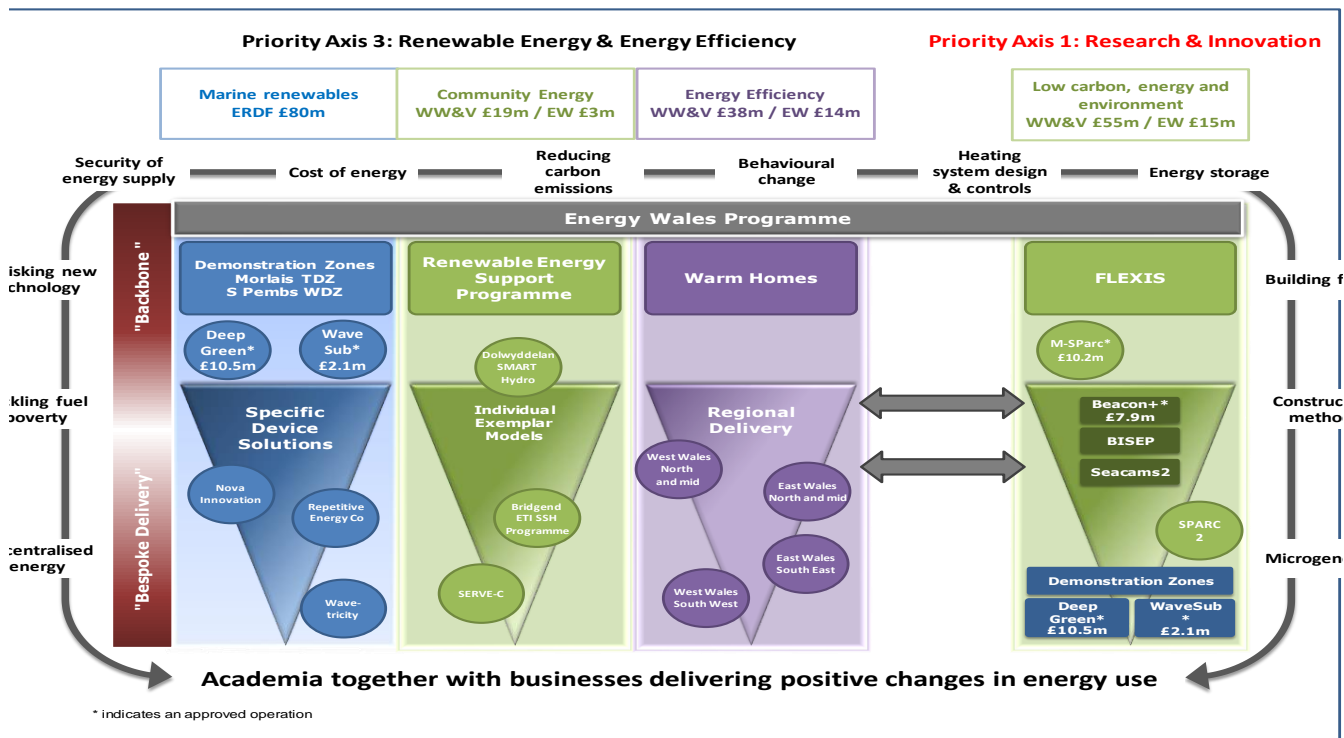 Priority Axis 3: Renewable Energy & Energy Efficiency
Priority Axis 1: Research & Innovation
Marine renewables
ERDF £80m
Community Energy
WW&V £19m / EW £3m
Energy Efficiency
WW&V £38m / EW £14m
Low carbon, energy and
environment
WW&V £55m / EW £15m
Security of
energy supply
Cost of energy
Reducing
carbon
emissions
Behavioural
change
Heating
system design
& controls
Energy storage
Energy Wales Programme
"Backbone"
"Bespoke Delivery"
isking new
chnology
kling fuel
overty
centralised
energy
Demonstration Zones
Morlais TDZ
S Pembs WDZ
Deep
Green*
£10.5m
Wave
Sub*
£2.1m
Specific
Device
Solutions
Nova
Innovation
Repetitive
Energy Co
Wave-
tricity
Renewable Energy
Support
Programme
Dolwyddelan
SMART
Hydro
Individual
Exemplar
Models
Bridgend
ETI SSH
Programme
SERVE-C
Warm Homes
Regional
Delivery
West Wales
North
and mid
East Wales
North and mid
East Wales
South East
West Wales
South West
FLEXIS
M-SParc*
£10.2m
Beacon+*
£7.9m
BISEP
Seacams2
SPARC
2
Demonstration Zones
Deep
Green*
£10.5m
WaveSub
*
£2.1m
Building f
Construc
metho
Microgen
Academia together with businesses delivering positive changes in energy use
* indicates an approved operation